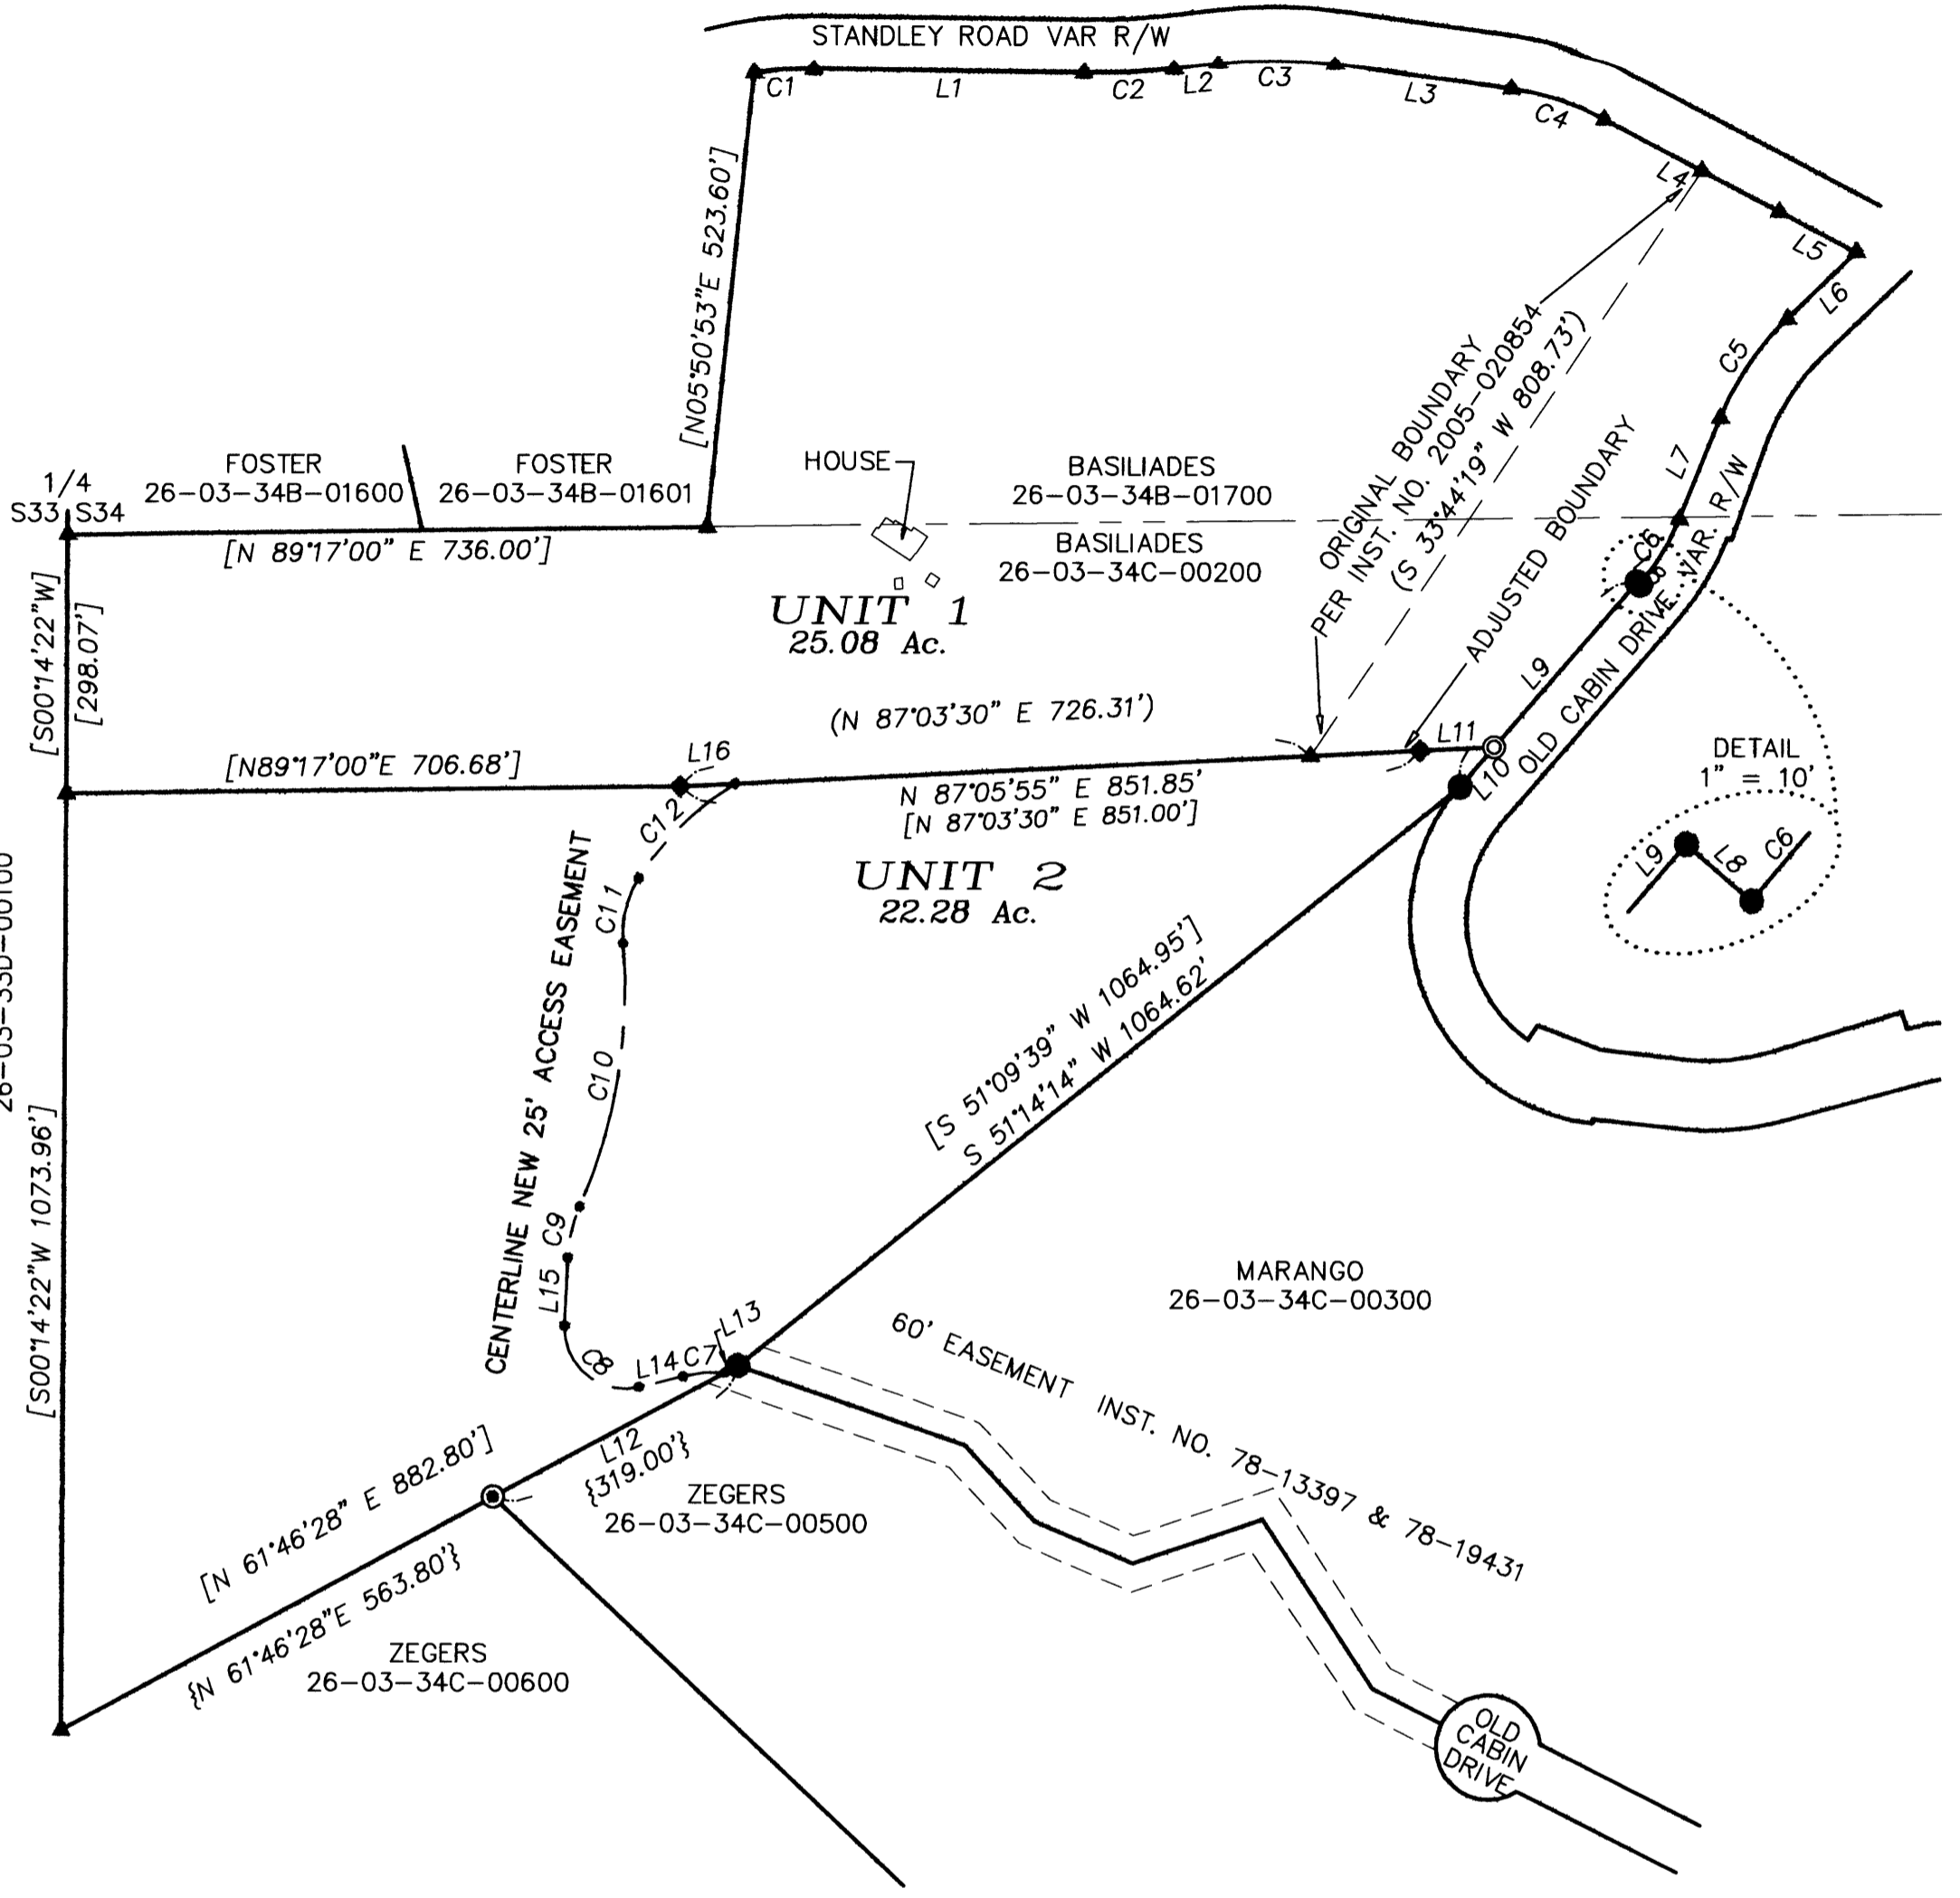 STANDLEY ROAD VAR R/W
C1
L1
C2
L2
C3
L3
C4
L4
L5
L6
C5
L7
C6
L8
L9
L10
L11
[N05°50'53"E 523.60']
1/4
S33 S34
FOSTER
26-03-34B-01600
FOSTER
26-03-34B-01601
[N 89°17'00" E 736.00']
HOUSE
BASILIADES
26-03-34B-01700
BASILIADES
26-03-34C-00200
UNIT 1
25.08 Ac.
ORIGINAL BOUNDARY
PER INST. NO. 2005-020854
(S 33°44'19" W 808.73')
ADJUSTED BOUNDARY
OLD CABIN DRIVE VAR. R/W
[S00°14'22"W]
[298.07']
(N 87°03'30" E 726.31')
[N89°17'00"E 706.68']
L16
N 87°05'55" E 851.85'
[N 87°03'30" E 851.00']
DETAIL
1" = 10'
L9
L8
C6
UNIT 2
22.28 Ac.
C12
C11
C10
C9
L15
C8
L14
C7
L13
CENTERLINE NEW 25' ACCESS EASEMENT
26-03-33D-00100
[S 51°09'39" W 1064.95']
S 51°14'14" W 1064.62'
[S00°14'22"W 1073.96']
MARANGO
26-03-34C-00300
60' EASEMENT INST. NO. 78-13397 & 78-19431
L12
{319.00'}
[N 61°46'28" E 882.80']
{N 61°46'28"E 563.80'}
ZEGERS
26-03-34C-00500
ZEGERS
26-03-34C-00600
OLD
CABIN
DRIVE